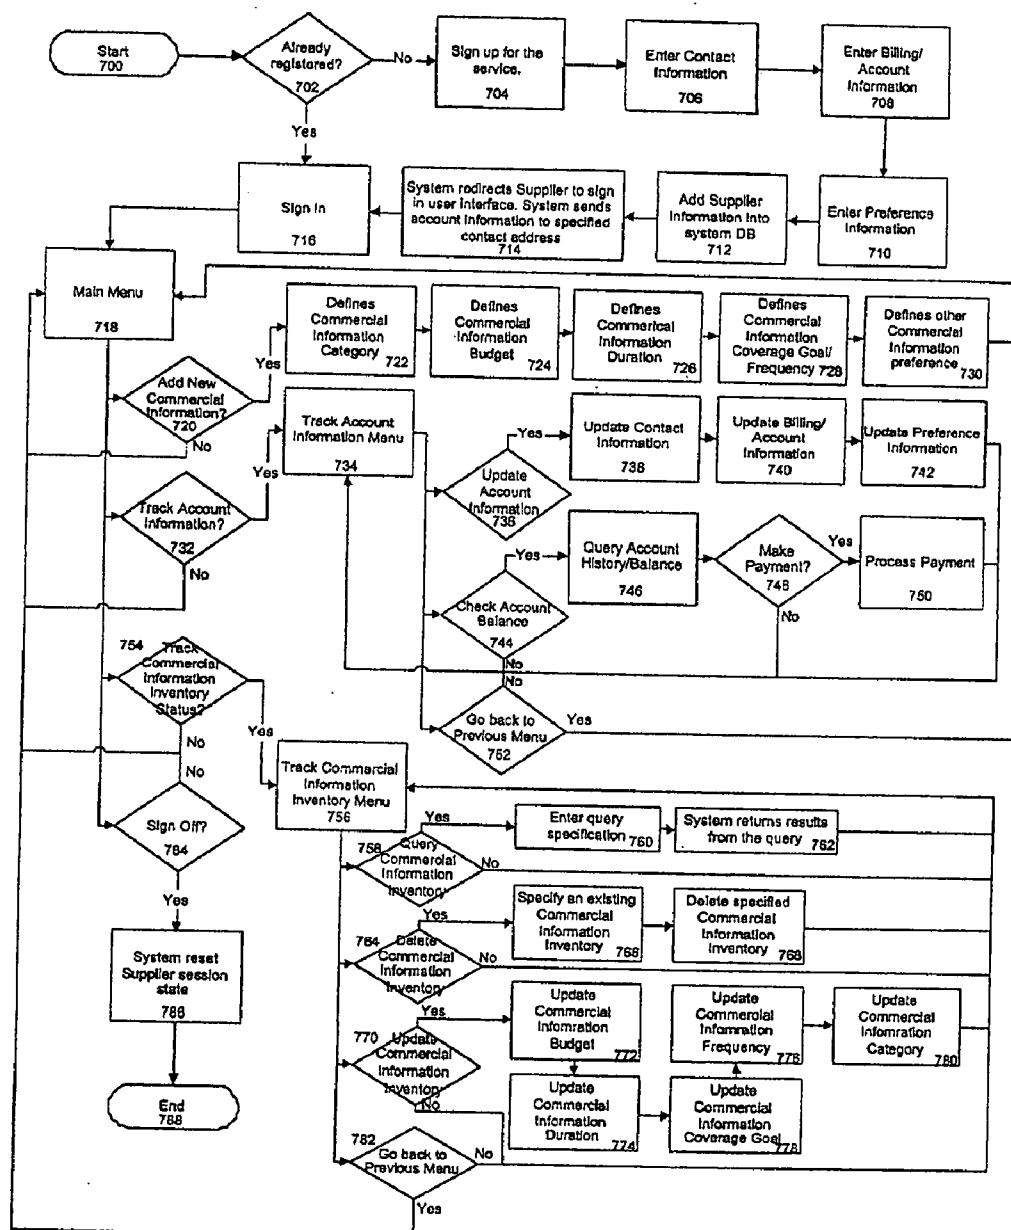 Start
700
Already
registered?
702
No
Sign up for the
service.
704
Enter Contact
Information
706
Enter Billing/
Account
Information
708
Yes
Sign In
716
System redirects Supplier to sign
in user interface. System sends
account information to specified
contact address
714
Add Supplier
Information into
system DB
712
Enter Preference
Information
710
Main Menu
718
Defines
Commercial
Information
Category
722
Defines
Commercial
Information
Budget
724
Defines
Commerical
Information
Duration
726
Defines
Commercial
Information
Coverage Goal/
Frequency 728
Defines other
Commercial
Information
preference
730
Yes
Add New
Commercial
Information?
720
No
Track Account
Information Menu
734
Yes
Update Contact
Information
738
Update Billing/
Account
Information
740
Update Preference
Information
742
Yes
Update
Account
Information
736
Track Account
Information?
732
No
Yes
Query Account
History/Balance
746
Make
Payment?
748
Yes
Process Payment
750
No
Check Account
Balance
744
No
No
Go back to
Previous Menu
752
Yes
754
Track
Commercial
Information
Inventory
Status?
Yes
No
No
Track Commercial
Information
Inventory Menu
756
Sign Off?
784
Yes
Yes
Enter query
specification
760
System returns results
from the query
762
758
Query
Commercial
Information
Inventory
No
Yes
Specify an existing
Commercial
Information
Inventory
766
Delete specified
Commercial
Information
Inventory
768
764
Delete
Commercial
Information
Inventory
No
System reset
Supplier session
state
786
Yes
Update
Commercial
Infomration
Budget
772
Update
Commercial
Infomration
Frequency
776
Update
Commercial
Infomration
Category
780
770
Update
Commercial
Information
Inventory
No
Update
Commercial
Information
Duration
774
Update
Commercial
Information
Coverage Goal
778
End
788
782
Go back to
Previous Menu
No
Yes